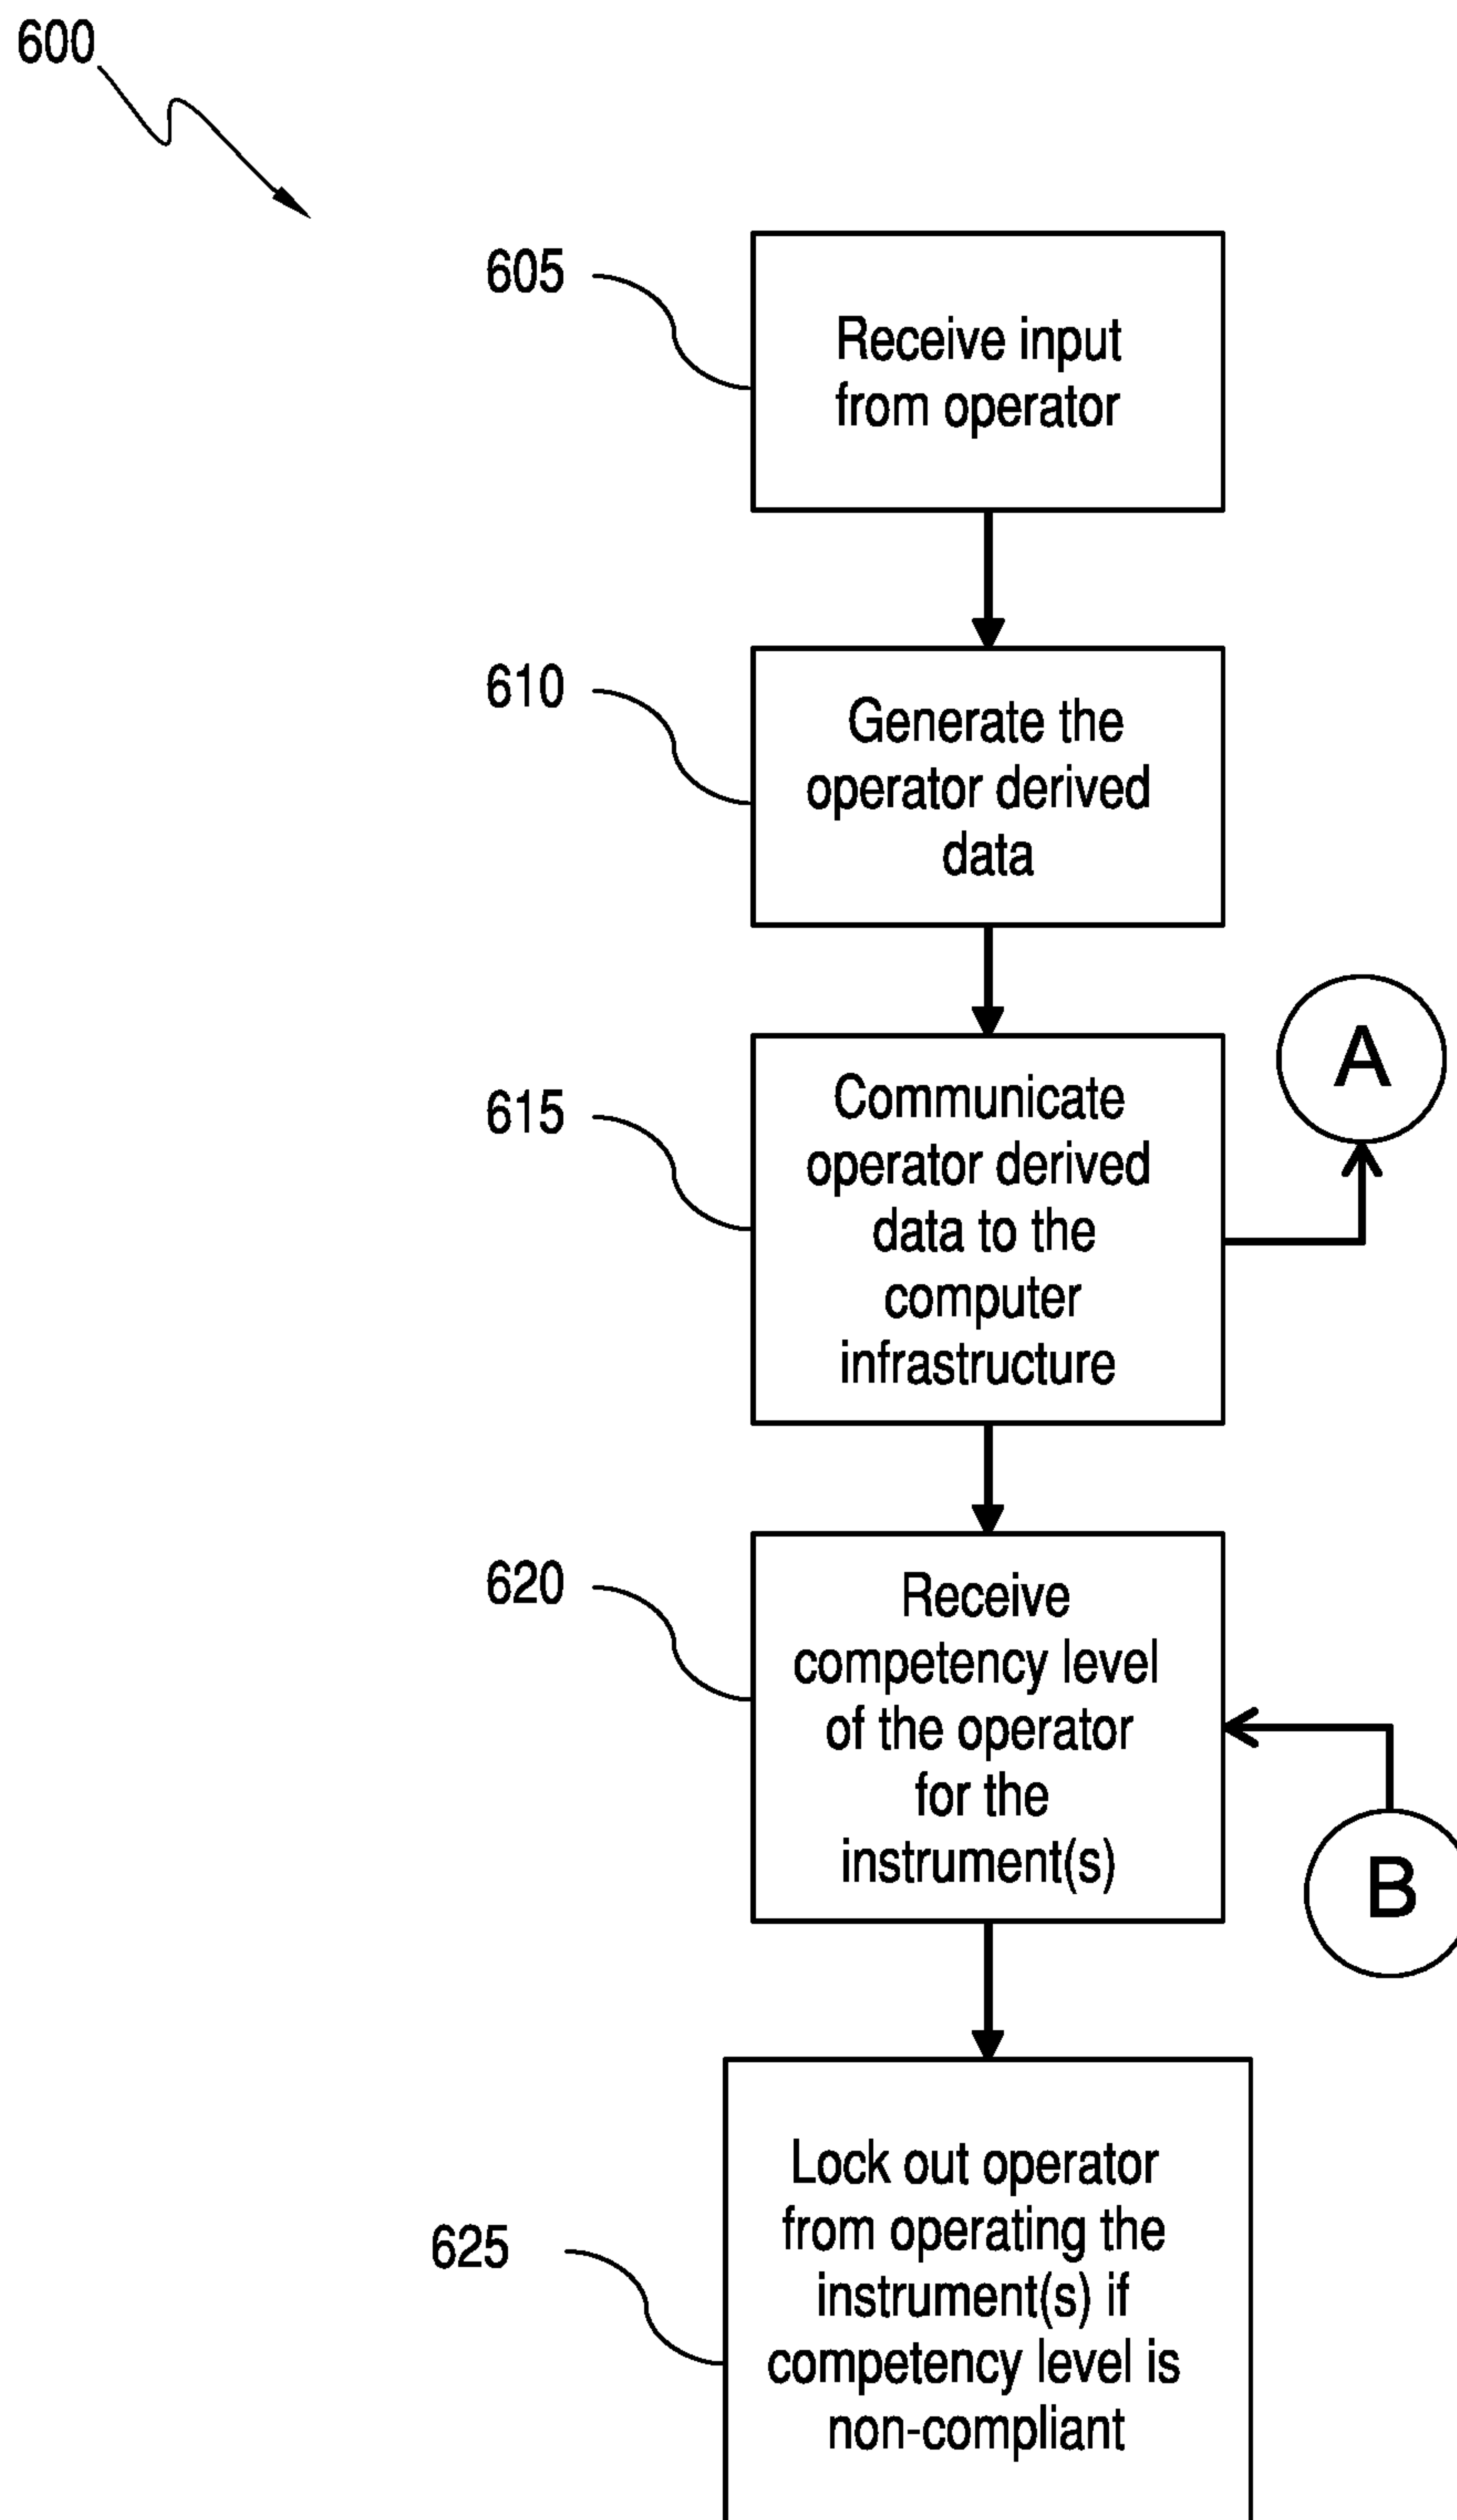 600
605
Receive input
from operator
610
Generate the
operator derived
data
A
615
Communicate
operator derived
data to the
computer
infrastructure
620
Receive
competency level
of the operator
for the
instrument(s)
B
625
Lock out operator
from operating the
instrument(s) if
competency level is
non-compliant